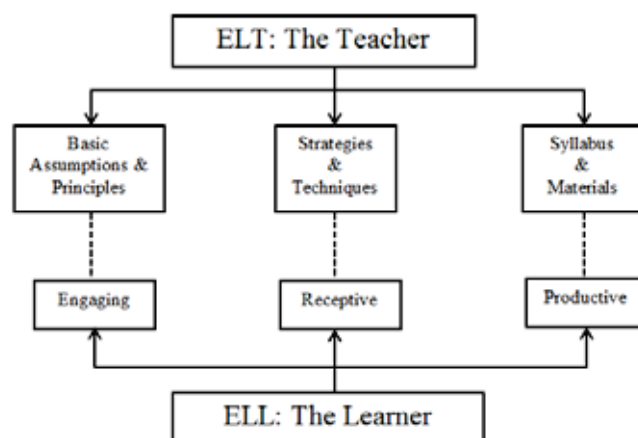 ELT: The Teacher
Basic
Assumptions &
Principles
Strategies
&
Techniques
Syllabus
&
Materials
Engaging
Receptive
Productive
ELL: The Learner